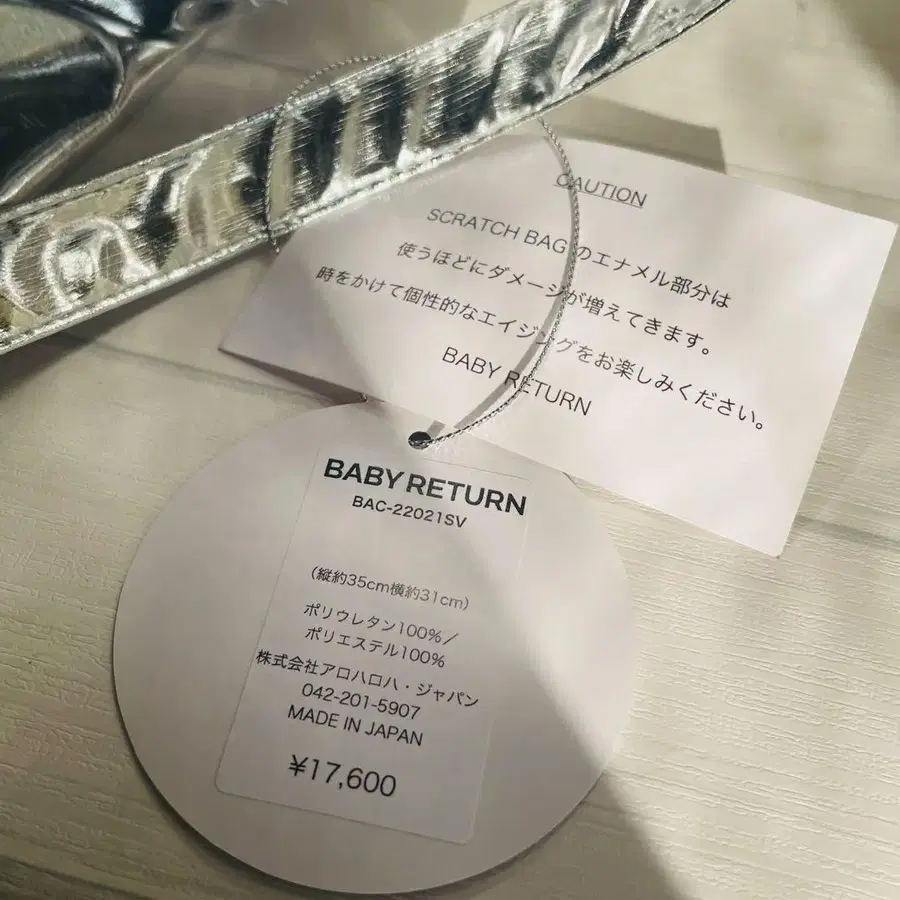 CAUTION
SCRATCH BAG のエナメル部分は
使うほどにダメージが増えてきます。
時をかけて個性的なエイジングをお楽しみください。
BABY RETURN
BABY RETURN
BAC-22021SV
(縦約35cm横約31cm)
ポリウレタン100%/
ポリエステル100%
株式会社アロハロハ・ジャパン
042-201-5907
MADE IN JAPAN
¥17,600